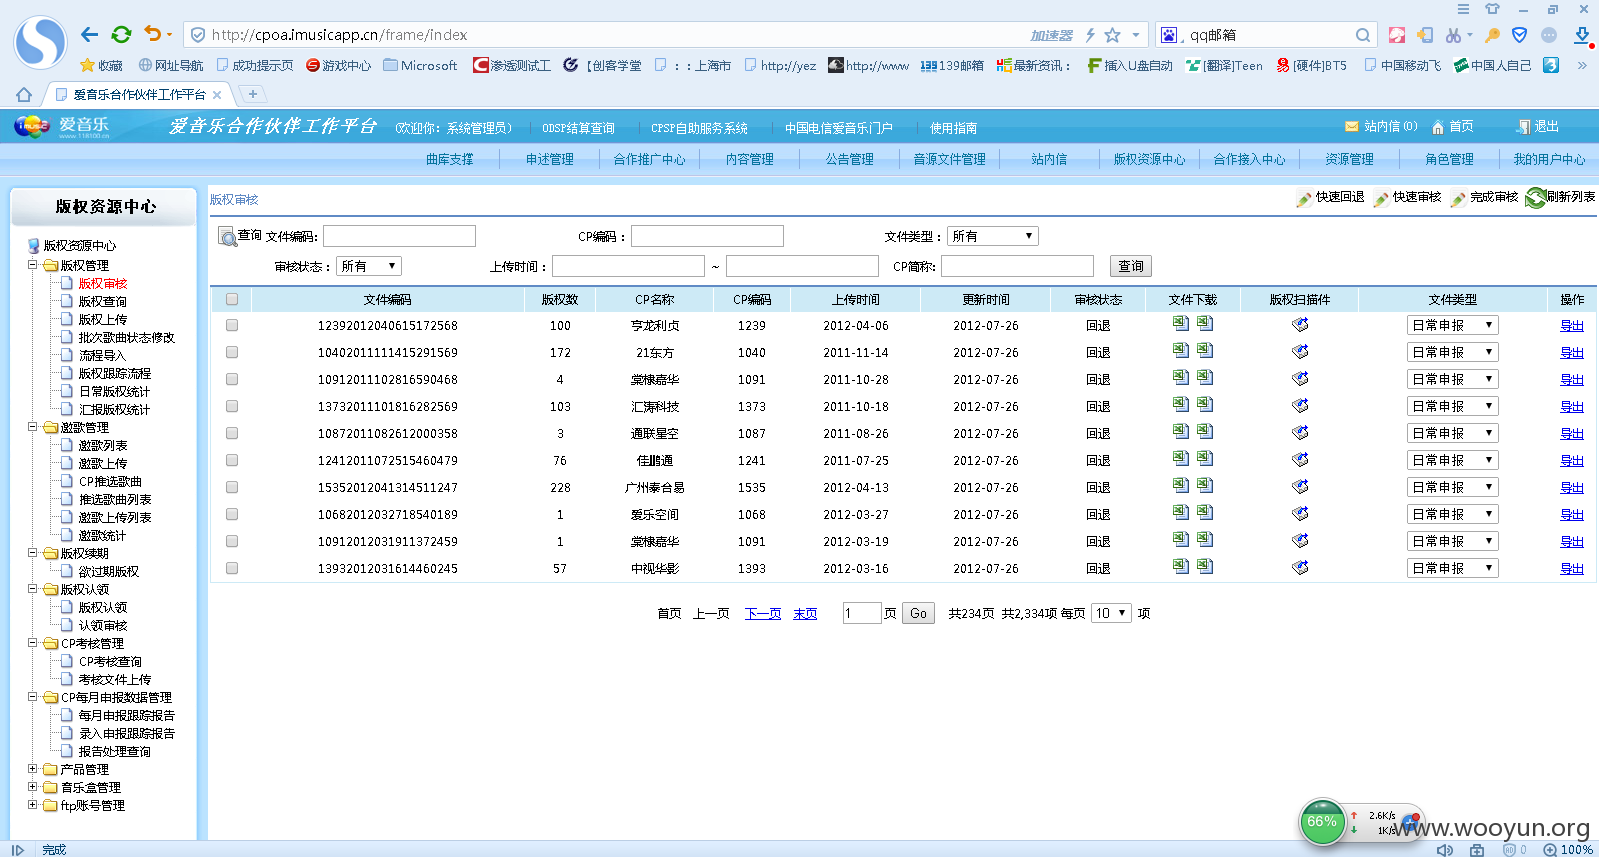 http://cpoa.imusicapp.cn/frame/index 加速器 qq邮箱
收藏 网址导航 成功提示页 游戏中心 Microsoft 渗透测试工 【创客学堂 ：：上海市 http://yez http://www 139邮箱 最新资讯： 插入U盘自动 [翻译]Teen [硬件]BT5 中国移动飞 中国人自己 »
爱音乐合作伙伴工作平台 × +
imusic 爱音乐 www.118100.cn 爱音乐合作伙伴工作平台 (欢迎你：系统管理员) ODSP结算查询 CPSP自助服务系统 中国电信爱音乐门户 使用指南 站内信(0) 首页 退出
曲库支撑 申述管理 合作推广中心 内容管理 公告管理 音源文件管理 站内信 版权资源中心 合作接入中心 资源管理 角色管理 我的用户中心
版权资源中心
版权资源中心
版权管理
版权审核
版权查询
版权上传
批次歌曲状态修改
流程导入
版权跟踪流程
日常版权统计
汇报版权统计
邀歌管理
邀歌列表
邀歌上传
CP推选歌曲
推选歌曲列表
邀歌上传列表
邀歌统计
版权续期
欲过期版权
版权认领
版权认领
认领审核
CP考核管理
CP考核查询
考核文件上传
CP每月申报数据管理
每月申报跟踪报告
录入申报跟踪报告
报告处理查询
产品管理
音乐盒管理
ftp账号管理
版权审核 快速回退 快速审核 完成审核 刷新列表
查询 文件编码: CP编码： 文件类型： 所有
审核状态： 所有 上传时间： ~ CP简称: 查询
文件编码 版权数 CP名称 CP编码 上传时间 更新时间 审核状态 文件下载 版权扫描件 文件类型 操作
12392012040615172568 100 亨龙利贞 1239 2012-04-06 2012-07-26 回退 日常申报 导出
10402011111415291569 172 21东方 1040 2011-11-14 2012-07-26 回退 日常申报 导出
10912011102816590468 4 棠棣嘉华 1091 2011-10-28 2012-07-26 回退 日常申报 导出
13732011101816282569 103 汇涛科技 1373 2011-10-18 2012-07-26 回退 日常申报 导出
10872011082612000358 3 通联星空 1087 2011-08-26 2012-07-26 回退 日常申报 导出
12412011072515460479 76 佳鹏通 1241 2011-07-25 2012-07-26 回退 日常申报 导出
15352012041314511247 228 广州泰合易 1535 2012-04-13 2012-07-26 回退 日常申报 导出
10682012032718540189 1 爱乐空间 1068 2012-03-27 2012-07-26 回退 日常申报 导出
10912012031911372459 1 棠棣嘉华 1091 2012-03-19 2012-07-26 回退 日常申报 导出
13932012031614460245 57 中视华影 1393 2012-03-16 2012-07-26 回退 日常申报 导出
首页 上一页 下一页 末页 1 页 Go 共234页 共2,334项 每页 10 项
66% 2.6K/s
1K/s
www.wooyun.org
完成 0 100%